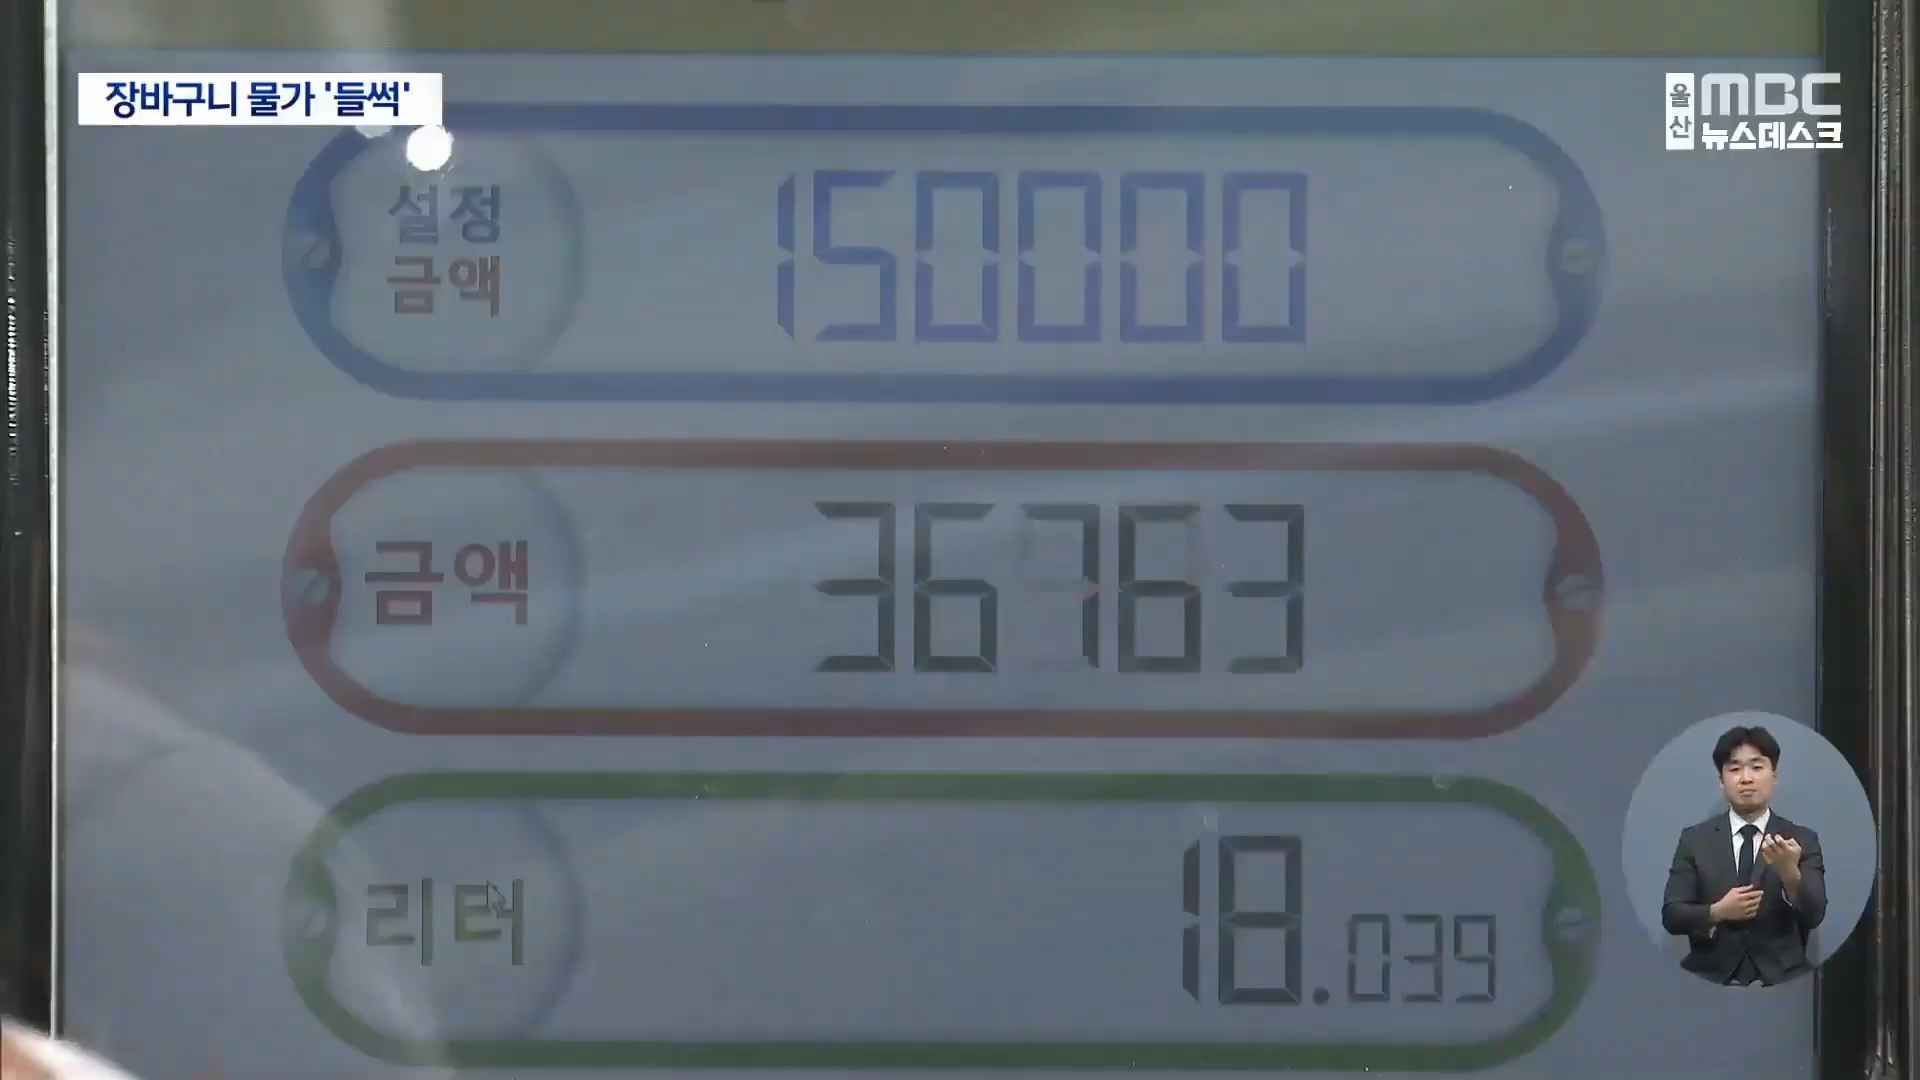 장바구니 물가 '들썩'
울산 MBC
뉴스데스크
설정
금액
150000
금액
36763
리터
18.039